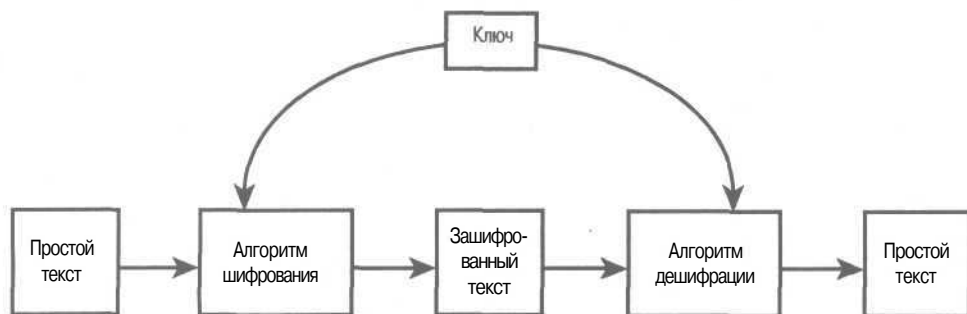 Ключ
Простой
текст
Алгоритм
шифрования
Зашифро-
ванный
текст
Алгоритм
дешифрации
Простой
текст